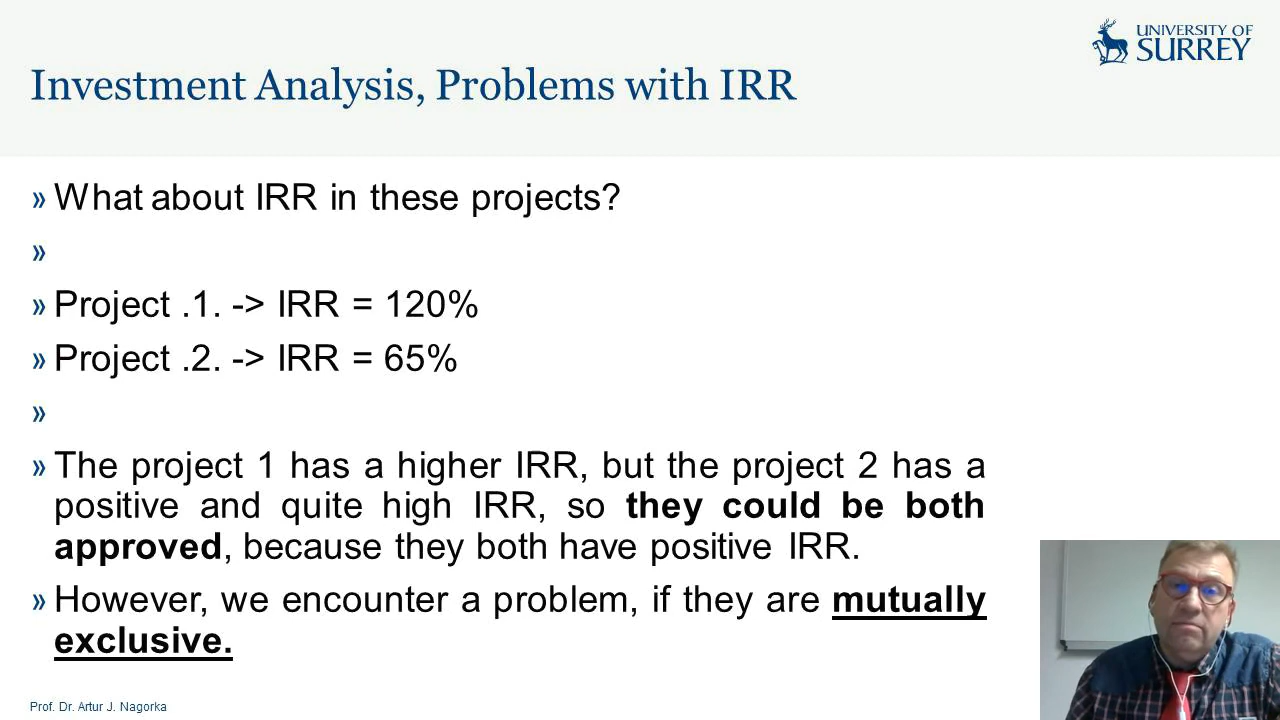 UNIVERSITY OF
SURREY
Investment Analysis, Problems with IRR
» What about IRR in these projects?
»
» Project .1. -> IRR = 120%
» Project .2. -> IRR = 65%
»
» The project 1 has a higher IRR, but the project 2 has a
positive and quite high IRR, so they could be both
approved, because they both have positive IRR.
» However, we encounter a problem, if they are mutually
exclusive.
Prof. Dr. Artur J. Nagorka